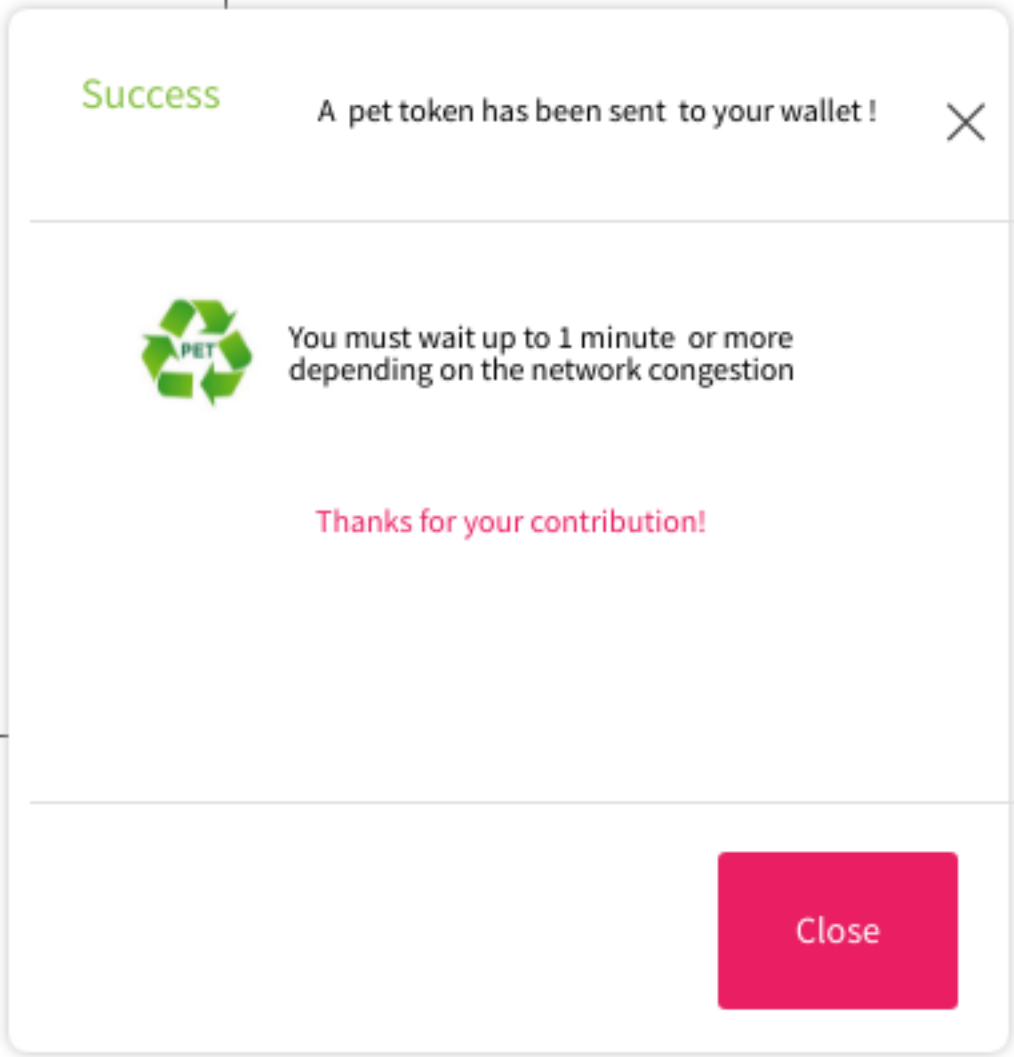 Success
A pet token has been sent to your wallet !
PET
You must wait up to 1 minute or more
depending on the network congestion
Thanks for your contribution!
Close